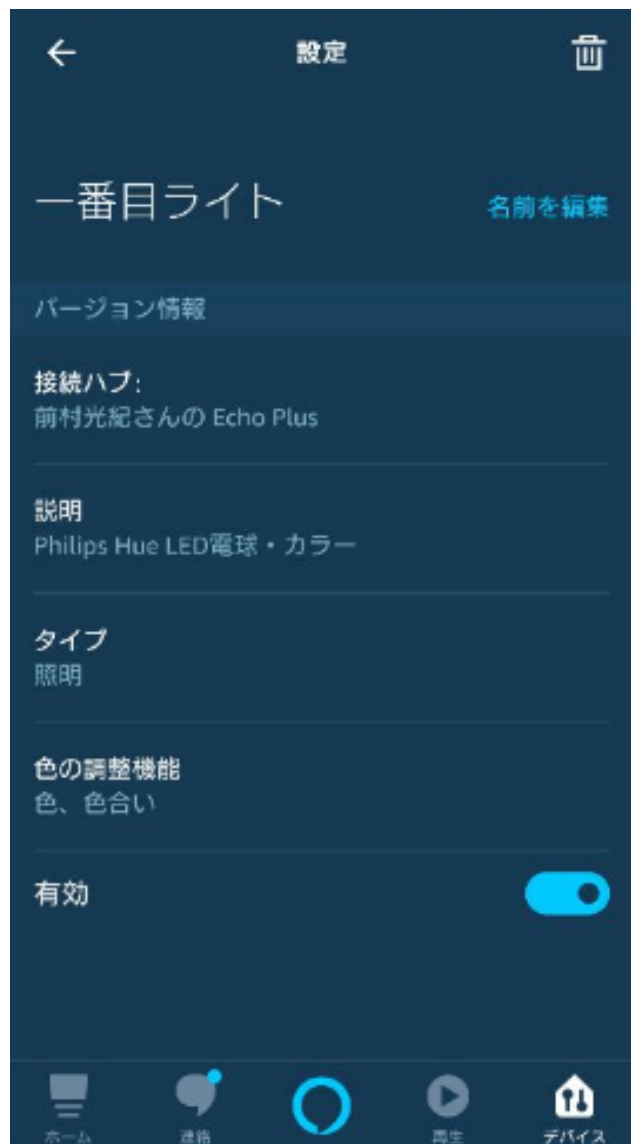 設定
一番目ライト
名前を編集
バージョン情報
接続ハブ:
前村光紀さんの Echo Plus
説明
Philips Hue LED電球・カラー
タイプ
照明
色の調整機能
色、色合い
有効
ホーム
連絡
再生
デバイス